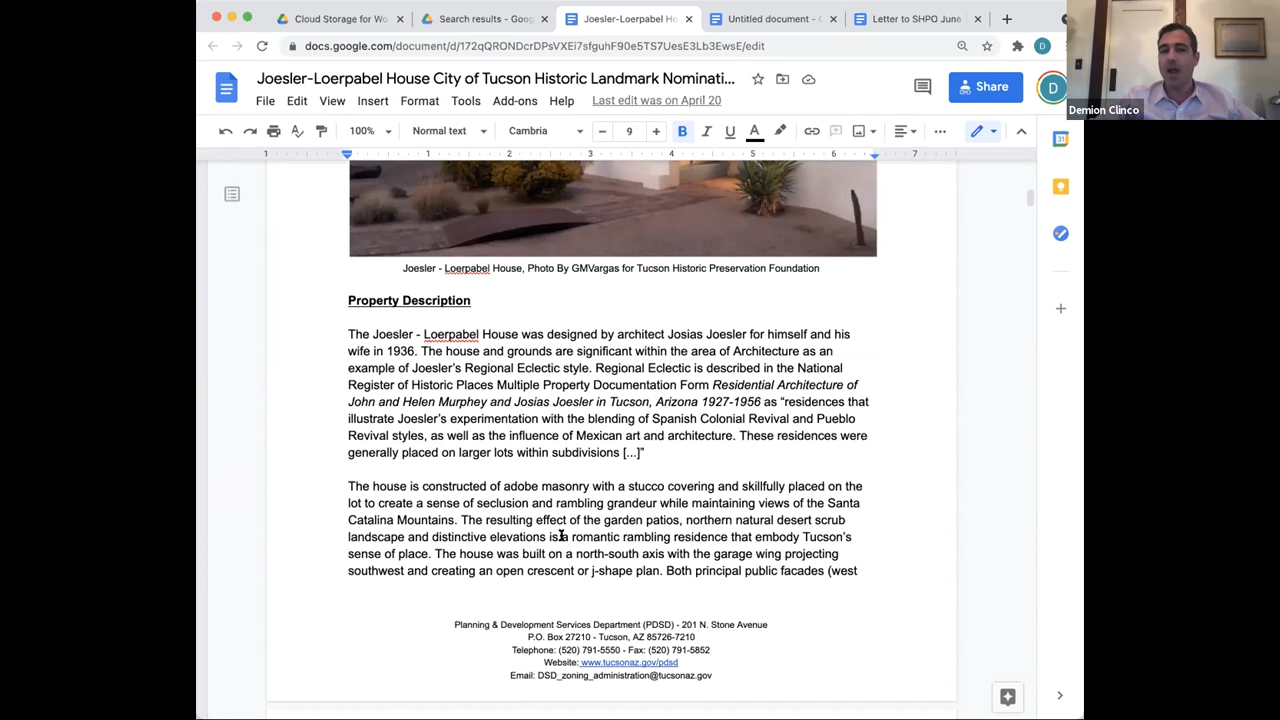 Cloud Storage for Wo
Search results - Goog
Joesler-Loerpabel Ho
Untitled document - G
Letter to SHPO June
docs.google.com/document/d/172qQRONDcrDPsVXEi7sfguhF90e5TS7UesE3Lb3EwsE/edit
D
Joesler-Loerpabel House City of Tucson Historic Landmark Nominati...
Share
D
Demion Clinco
File Edit View Insert Format Tools Add-ons Help Last edit was on April 20
100% Normal text Cambria 9 B I U A
1 1 2 3 4 5 6 7
31
Joesler - Loerpabel House, Photo By GMVargas for Tucson Historic Preservation Foundation
Property Description
The Joesler - Loerpabel House was designed by architect Josias Joesler for himself and his
wife in 1936. The house and grounds are significant within the area of Architecture as an
example of Joesler's Regional Eclectic style. Regional Eclectic is described in the National
Register of Historic Places Multiple Property Documentation Form Residential Architecture of
John and Helen Murphey and Josias Joesler in Tucson, Arizona 1927-1956 as “residences that
illustrate Joesler's experimentation with the blending of Spanish Colonial Revival and Pueblo
Revival styles, as well as the influence of Mexican art and architecture. These residences were
generally placed on larger lots within subdivisions [...]”
The house is constructed of adobe masonry with a stucco covering and skillfully placed on the
lot to create a sense of seclusion and rambling grandeur while maintaining views of the Santa
Catalina Mountains. The resulting effect of the garden patios, northern natural desert scrub
landscape and distinctive elevations is a romantic rambling residence that embody Tucson's
sense of place. The house was built on a north-south axis with the garage wing projecting
southwest and creating an open crescent or j-shape plan. Both principal public facades (west
Planning & Development Services Department (PDSD) - 201 N. Stone Avenue
P.O. Box 27210 - Tucson, AZ 85726-7210
Telephone: (520) 791-5550 - Fax: (520) 791-5852
Website: www.tucsonaz.gov/pdsd
Email: DSD_zoning_administration@tucsonaz.gov